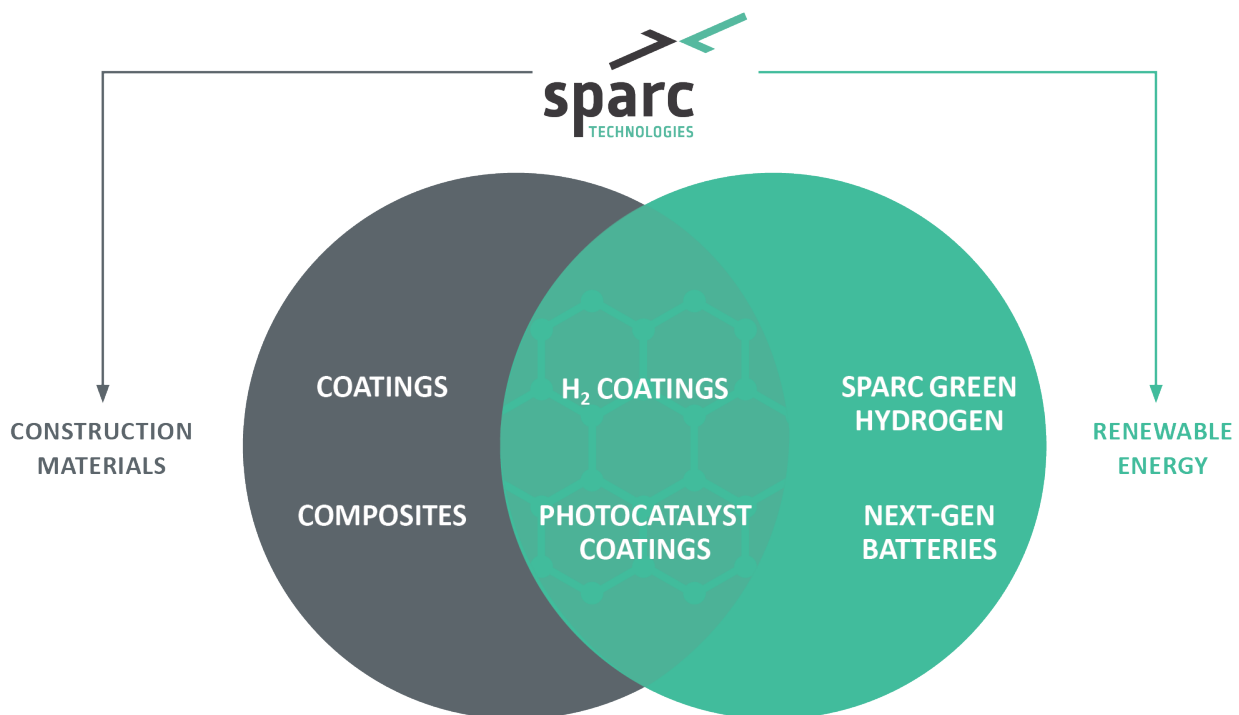 sparc
TECHNOLOGIES
CONSTRUCTION
MATERIALS
COATINGS
COMPOSITES
H₂ COATINGS
PHOTOCATALYST
COATINGS
SPARC GREEN
HYDROGEN
NEXT-GEN
BATTERIES
RENEWABLE
ENERGY